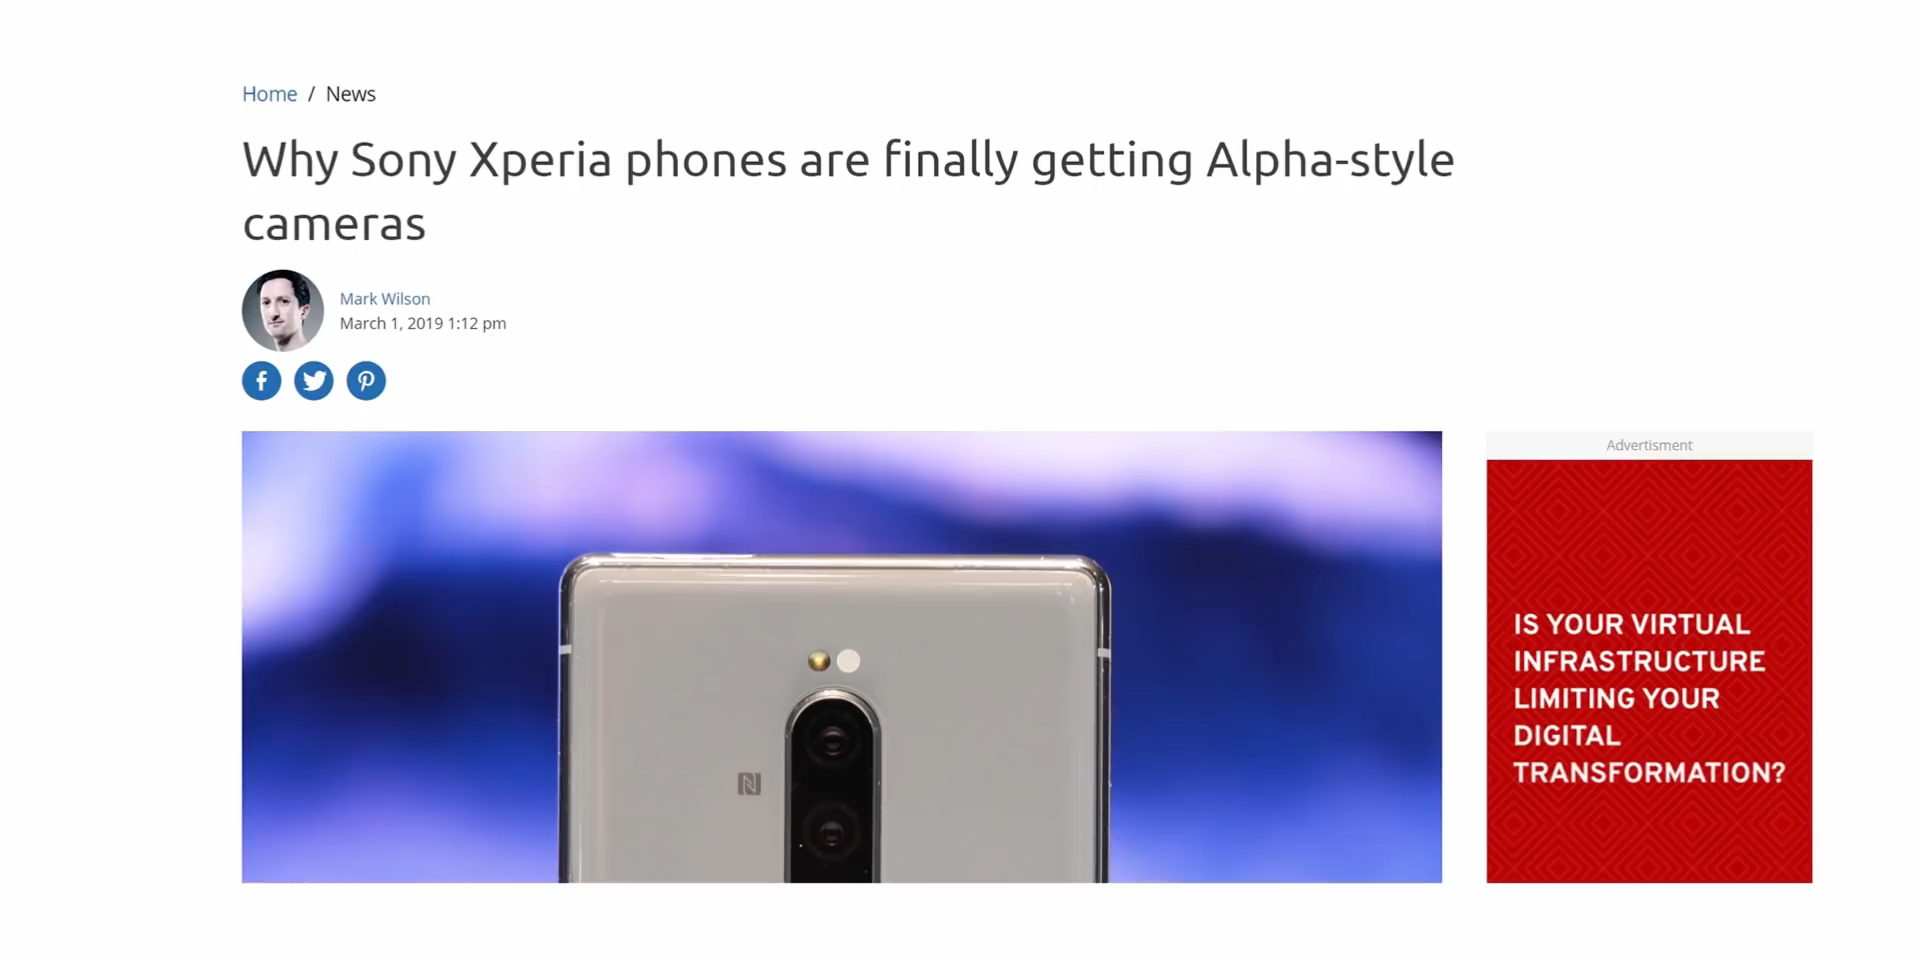 Home / News
Why Sony Xperia phones are finally getting Alpha-style
cameras
Mark Wilson
March 1, 2019 1:12 pm
Advertisment
IS YOUR VIRTUAL
INFRASTRUCTURE
LIMITING YOUR
DIGITAL
TRANSFORMATION?